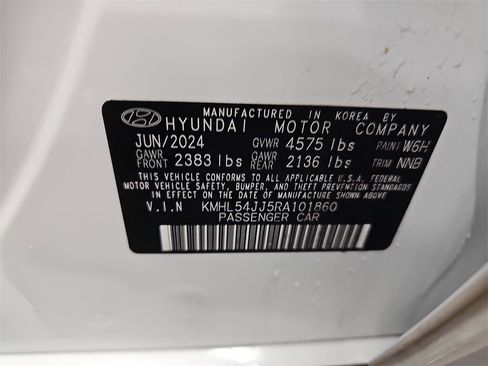 MANUFACTURED IN KOREA BY
HYUNDAI MOTOR COMPANY
JUN/2024 GVWR 4575 lbs PAINT W6H
GAWR FRONT 2383 lbs GAWR REAR 2136 lbs TRIM NNB
THIS VEHICLE CONFORMS TO ALL APPLICABLE U.S.A. FEDERAL
MOTOR VEHICLE SAFETY, BUMPER, AND THEFT PREVENTION STANDARDS
IN EFFECT ON THE DATE OF MANUFACTURE SHOWN ABOVE.
V.I.N KMHL54JJ5RA101860
PASSENGER CAR